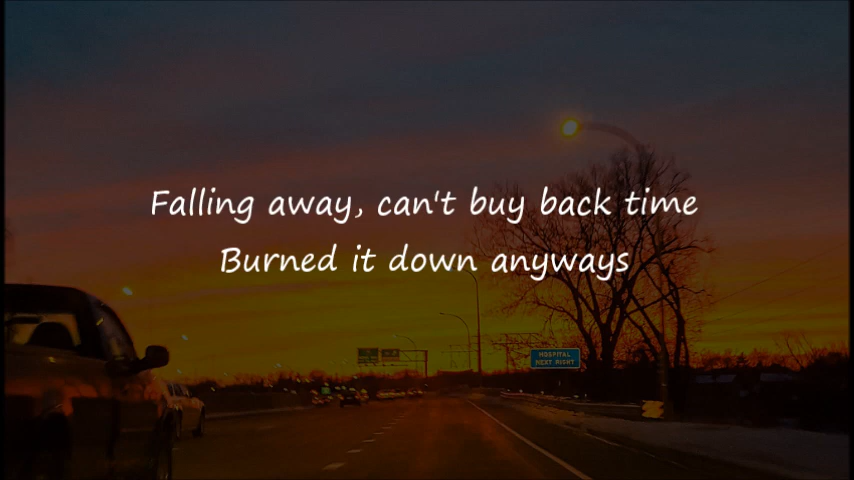 Falling away, can't buy back time
Burned it down anyways
HOSPITAL
NEXT RIGHT